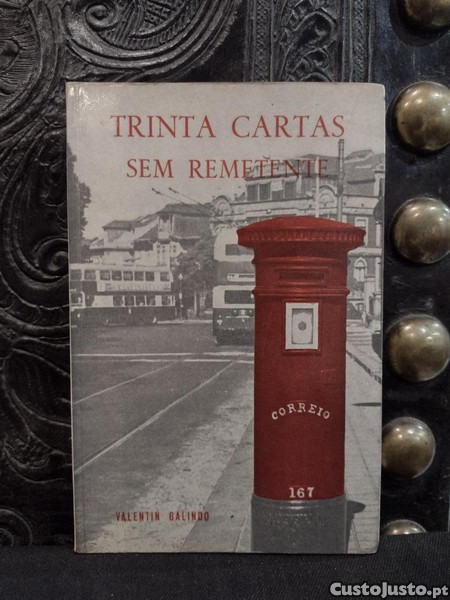 TRINTA CARTAS
SEM REMETENTE
CORREIO
167
VALENTIN GALINDO
CustoJusto.pt